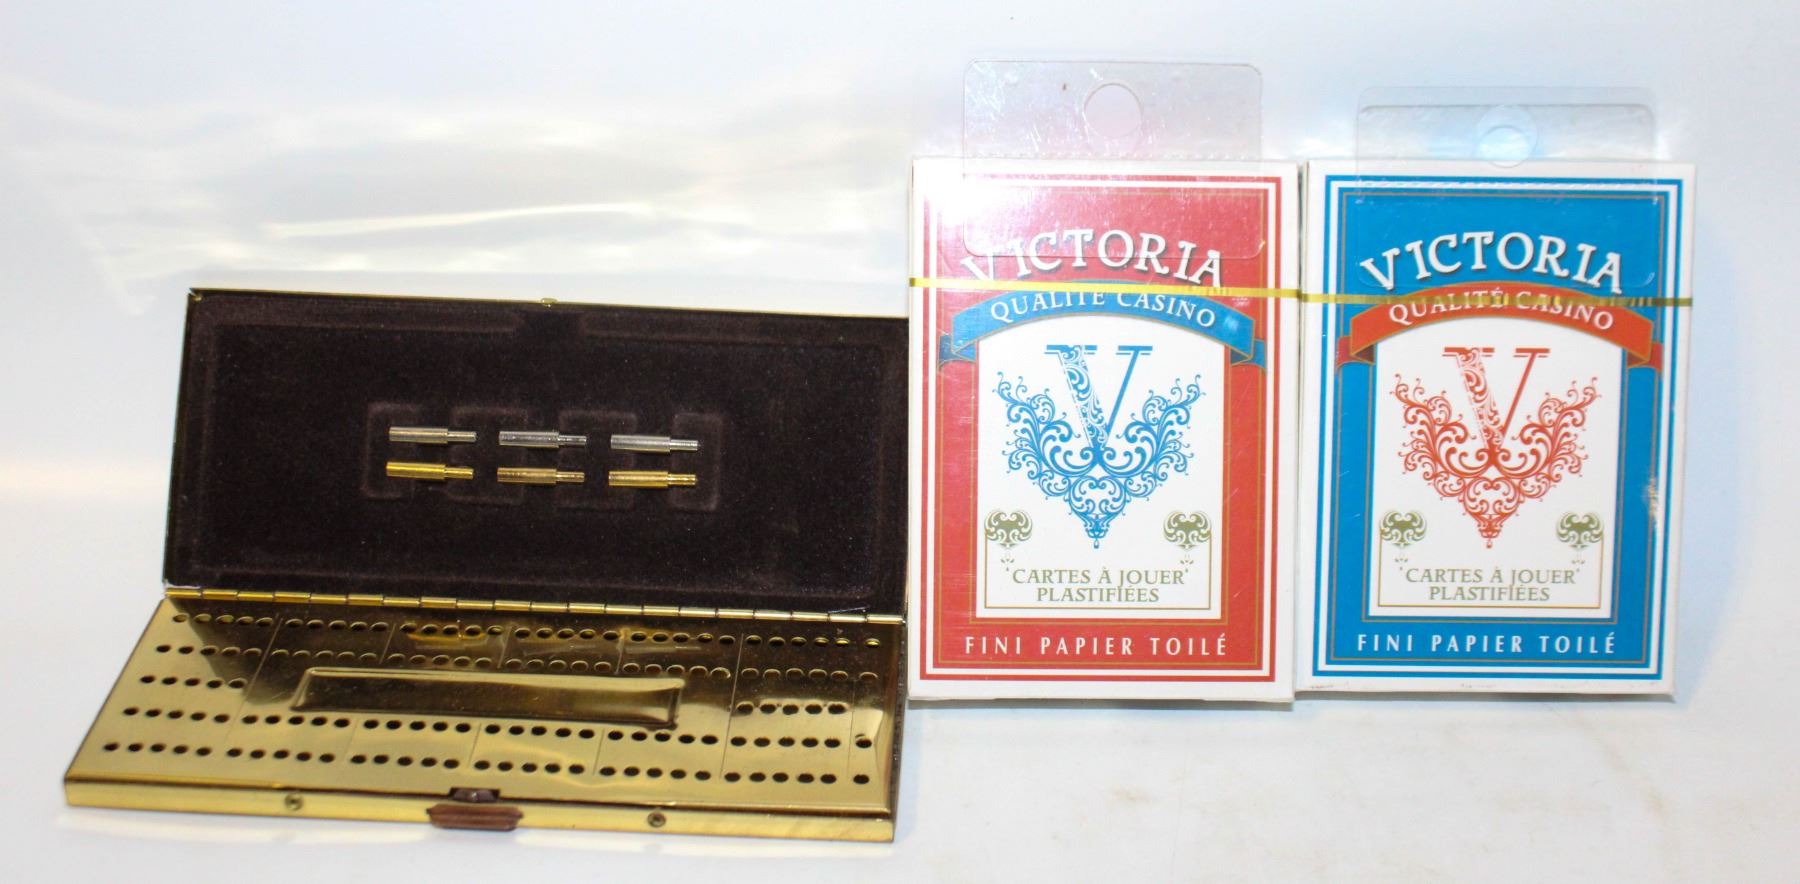 VICTORIA
QUALITÉ CASINO
V
CARTES À JOUER
PLASTIFIÉES
FINI PAPIER TOILÉ
VICTORIA
QUALITÉ CASINO
V
CARTES À JOUER
PLASTIFIÉES
FINI PAPIER TOILÉ